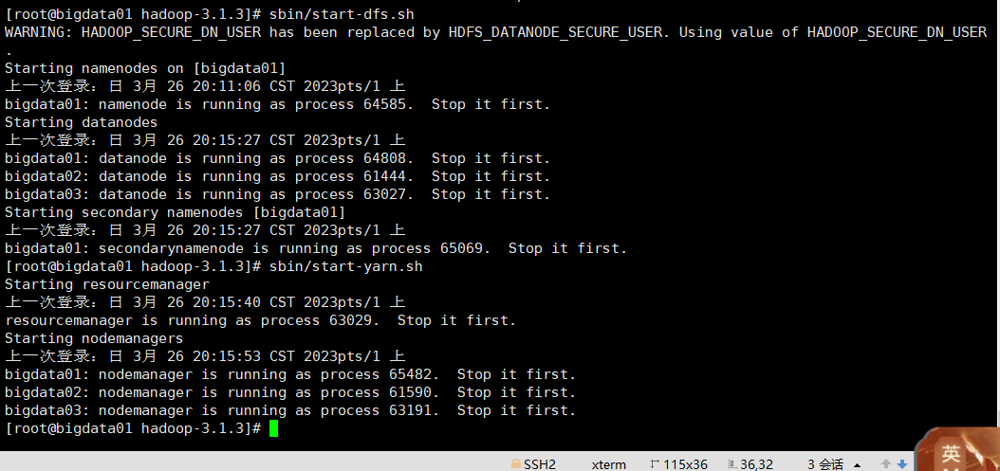 [root@bigdata01 hadoop-3.1.3]# sbin/start-dfs.sh
WARNING: HADOOP_SECURE_DN_USER has been replaced by HDFS_DATANODE_SECURE_USER. Using value of HADOOP_SECURE_DN_USER
.
Starting namenodes on [bigdata01]
上一次登录：日 3月 26 20:11:06 CST 2023pts/1 上
bigdata01: namenode is running as process 64585.  Stop it first.
Starting datanodes
上一次登录：日 3月 26 20:15:27 CST 2023pts/1 上
bigdata01: datanode is running as process 64808.  Stop it first.
bigdata02: datanode is running as process 61444.  Stop it first.
bigdata03: datanode is running as process 63027.  Stop it first.
Starting secondary namenodes [bigdata01]
上一次登录：日 3月 26 20:15:27 CST 2023pts/1 上
bigdata01: secondarynamenode is running as process 65069.  Stop it first.
[root@bigdata01 hadoop-3.1.3]# sbin/start-yarn.sh
Starting resourcemanager
上一次登录：日 3月 26 20:15:40 CST 2023pts/1 上
resourcemanager is running as process 63029.  Stop it first.
Starting nodemanagers
上一次登录：日 3月 26 20:15:53 CST 2023pts/1 上
bigdata01: nodemanager is running as process 65482.  Stop it first.
bigdata02: nodemanager is running as process 61590.  Stop it first.
bigdata03: nodemanager is running as process 63191.  Stop it first.
[root@bigdata01 hadoop-3.1.3]#
SSH2 xterm 115x36 36,32 3 会话
英